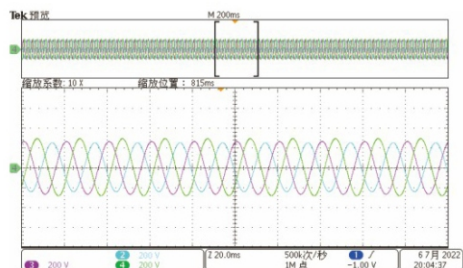 Tek 预览 M 200ms
缩放系数: 10 X 缩放位置: 815ms
2 200 V Z 20.0ms 500k次/秒 1 / 6 7月 2022
3 200 V 4 200 V 1M 点 -1.00 V 20:04:37